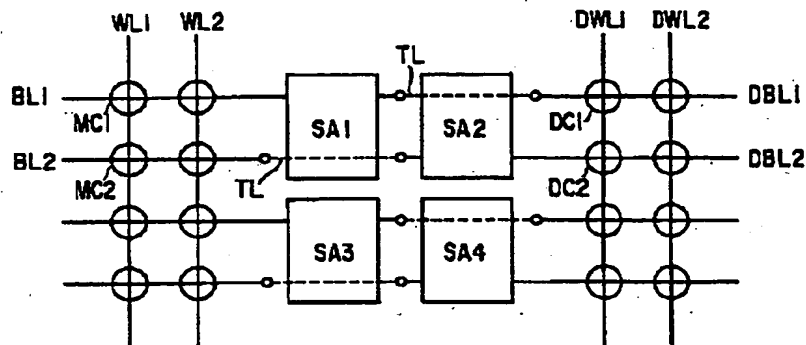 WL1 WL2 DWL1 DWL2
TL
BL1 DBL1
MC1 SA1 SA2 DC1
BL2 DBL2
MC2 TL DC2
SA3 SA4